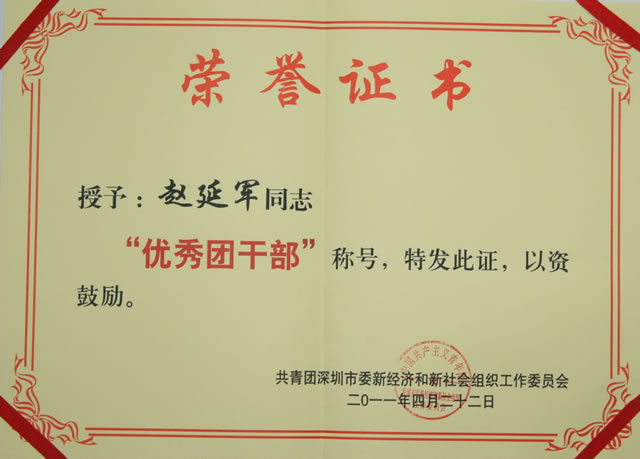 荣誉证书
授予：赵延军同志
“优秀团干部”称号，特发此证，以资
鼓励。
共青团深圳市委新经济和新社会组织工作委员会
二〇一一年四月二十二日